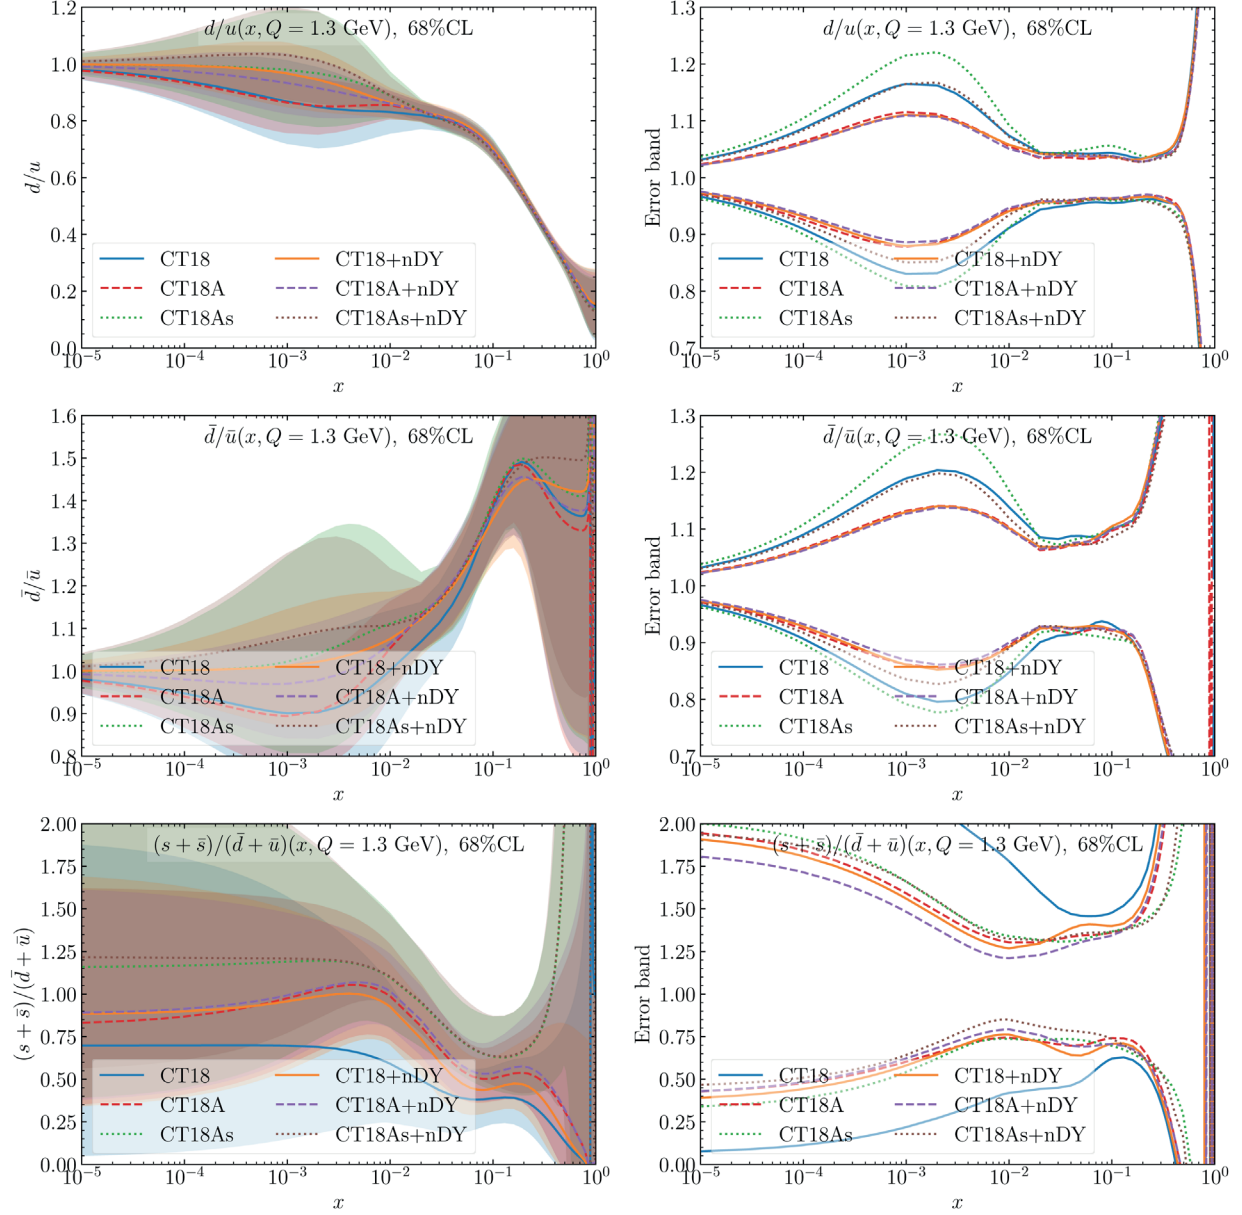 d/u(x, Q = 1.3 GeV), 68%CL
1.2
1.0
0.8
0.6
0.4
0.2
0.0
d/u
CT18
CT18A
CT18As
CT18+nDY
CT18A+nDY
CT18As+nDY
10⁻⁵ 10⁻⁴ 10⁻³ 10⁻² 10⁻¹ 10⁰
x
d/u(x, Q = 1.3 GeV), 68%CL
1.3
1.2
1.1
1.0
0.9
0.8
0.7
Error band
CT18
CT18A
CT18As
CT18+nDY
CT18A+nDY
CT18As+nDY
10⁻⁵ 10⁻⁴ 10⁻³ 10⁻² 10⁻¹ 10⁰
x
d̄/ū(x, Q = 1.3 GeV), 68%CL
1.6
1.5
1.4
1.3
1.2
1.1
1.0
0.9
0.8
d̄/ū
CT18
CT18A
CT18As
CT18+nDY
CT18A+nDY
CT18As+nDY
10⁻⁵ 10⁻⁴ 10⁻³ 10⁻² 10⁻¹ 10⁰
x
d̄/ū(x, Q = 1.3 GeV), 68%CL
1.3
1.2
1.1
1.0
0.9
0.8
0.7
Error band
CT18
CT18A
CT18As
CT18+nDY
CT18A+nDY
CT18As+nDY
10⁻⁵ 10⁻⁴ 10⁻³ 10⁻² 10⁻¹ 10⁰
x
(s + s̄)/(d̄ + ū)(x, Q = 1.3 GeV), 68%CL
2.00
1.75
1.50
1.25
1.00
0.75
0.50
0.25
0.00
(s + s̄)/(d̄ + ū)
CT18
CT18A
CT18As
CT18+nDY
CT18A+nDY
CT18As+nDY
10⁻⁵ 10⁻⁴ 10⁻³ 10⁻² 10⁻¹ 10⁰
x
(s + s̄)/(d̄ + ū)(x, Q = 1.3 GeV), 68%CL
2.00
1.75
1.50
1.25
1.00
0.75
0.50
0.25
0.00
Error band
CT18
CT18A
CT18As
CT18+nDY
CT18A+nDY
CT18As+nDY
10⁻⁵ 10⁻⁴ 10⁻³ 10⁻² 10⁻¹ 10⁰
x